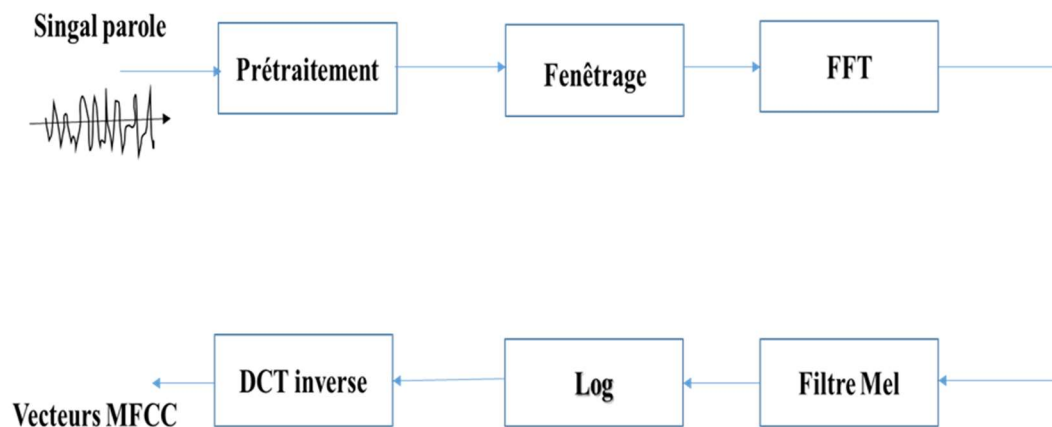 Singal parole
Prétraitement
Fenêtrage
FFT
Filtre Mel
Log
DCT inverse
Vecteurs MFCC